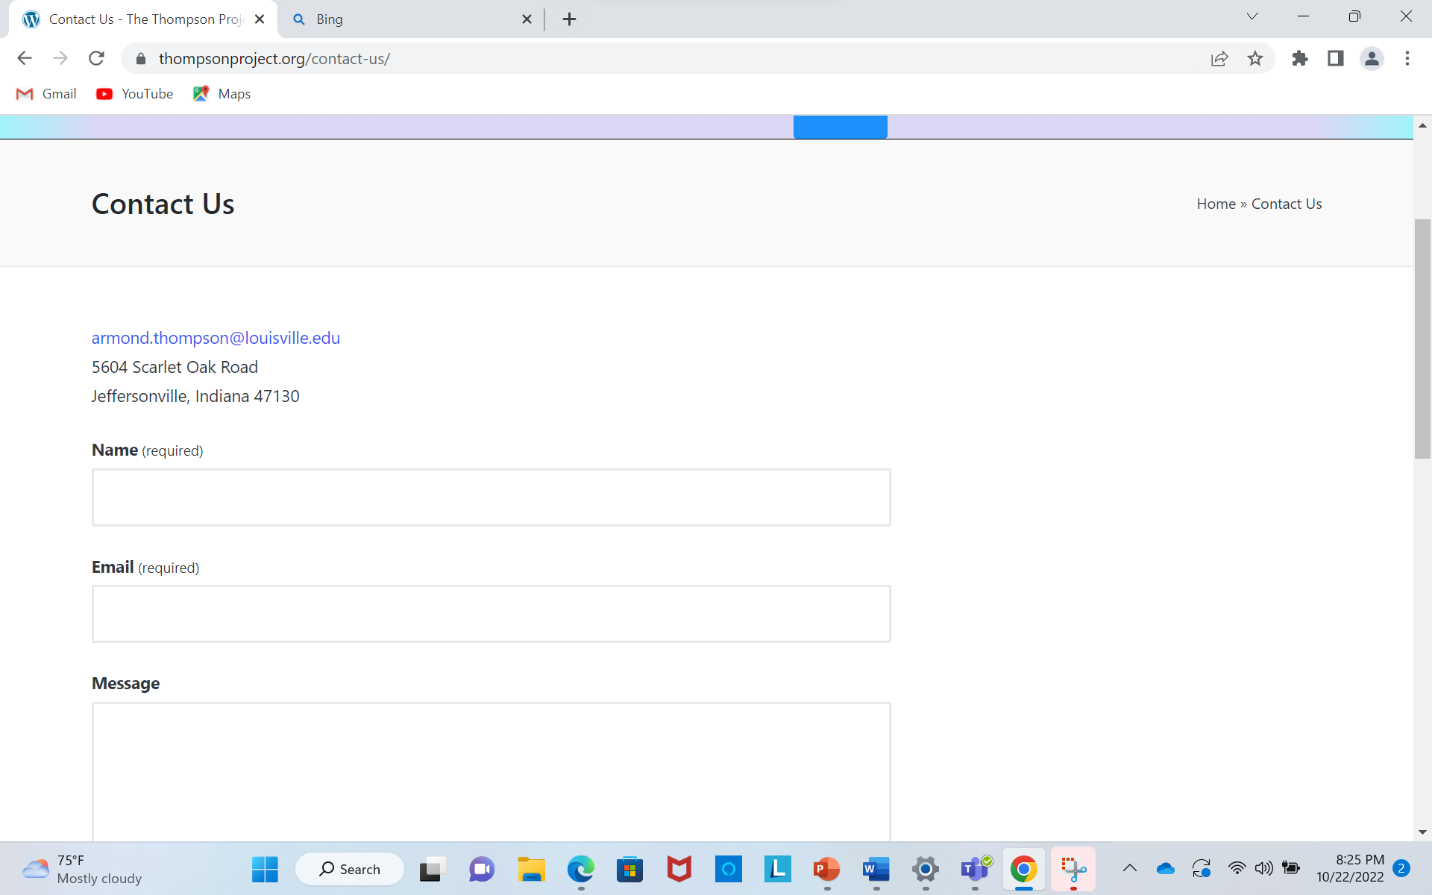 Contact Us - The Thompson Proj
Bing
thompsonproject.org/contact-us/
Gmail YouTube Maps
Contact Us
Home » Contact Us
armond.thompson@louisville.edu
5604 Scarlet Oak Road
Jeffersonville, Indiana 47130
Name (required)
Email (required)
Message
75°F
Mostly cloudy
Search
8:25 PM
10/22/2022
2